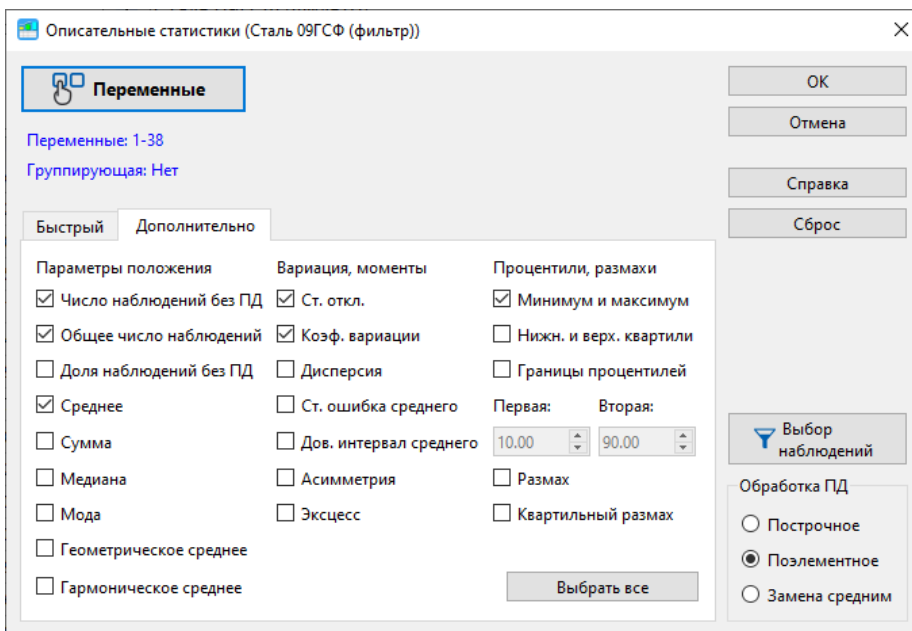 Описательные статистики (Сталь 09ГСФ (фильтр))
Переменные
OK
Отмена
Переменные: 1-38
Группирующая: Нет
Справка
Сброс
Быстрый
Дополнительно
Параметры положения
Вариация, моменты
Процентили, размахи
Число наблюдений без ПД
Ст. откл.
Минимум и максимум
Общее число наблюдений
Коэф. вариации
Нижн. и верх. квартили
Доля наблюдений без ПД
Дисперсия
Границы процентилей
Среднее
Ст. ошибка среднего
Первая:
Вторая:
Сумма
Дов. интервал среднего
10.00
90.00
Выбор
наблюдений
Медиана
Асимметрия
Размах
Обработка ПД
Мода
Эксцесс
Квартильный размах
Построчное
Геометрическое среднее
Поэлементное
Гармоническое среднее
Выбрать все
Замена средним